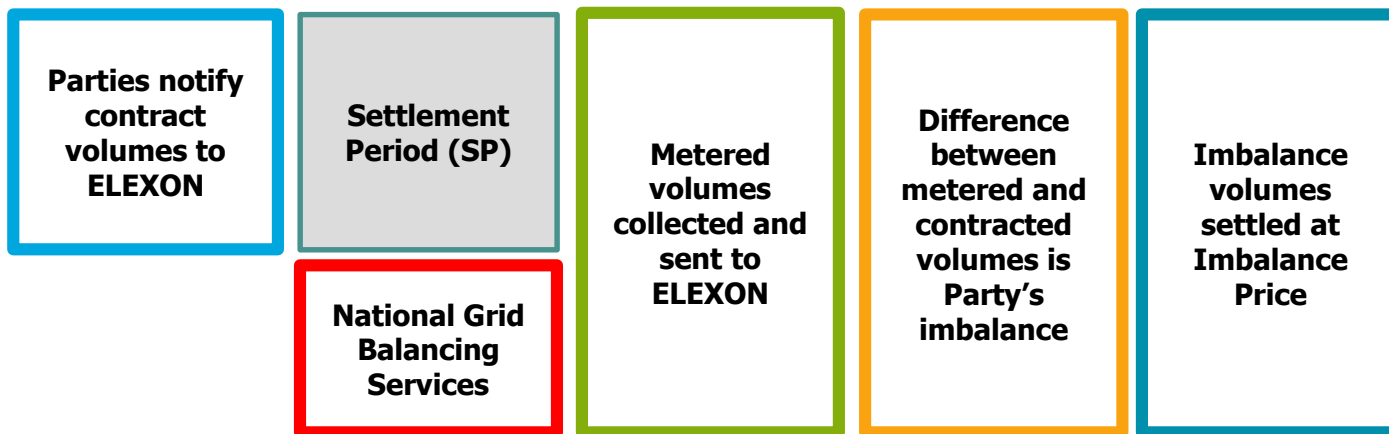 Parties notify
contract
volumes to
ELEXON
Settlement
Period (SP)
National Grid
Balancing
Services
Metered
volumes
collected and
sent to
ELEXON
Difference
between
metered and
contracted
volumes is
Party’s
imbalance
Imbalance
volumes
settled at
Imbalance
Price